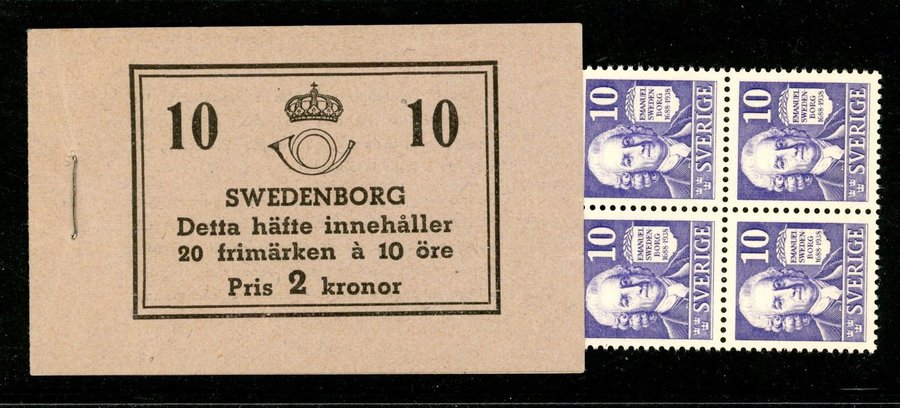 10 10
SWEDENBORG
Detta häfte innehåller
20 frimärken à 10 öre
Pris 2 kronor
10
EMANUEL
SWEDEN
BORG
1688-1938
SVERIGE
10
EMANUEL
SWEDEN
BORG
1688-1938
SVERIGE
10
EMANUEL
SWEDEN
BORG
1688-1938
SVERIGE
10
EMANUEL
SWEDEN
BORG
1688-1938
SVERIGE